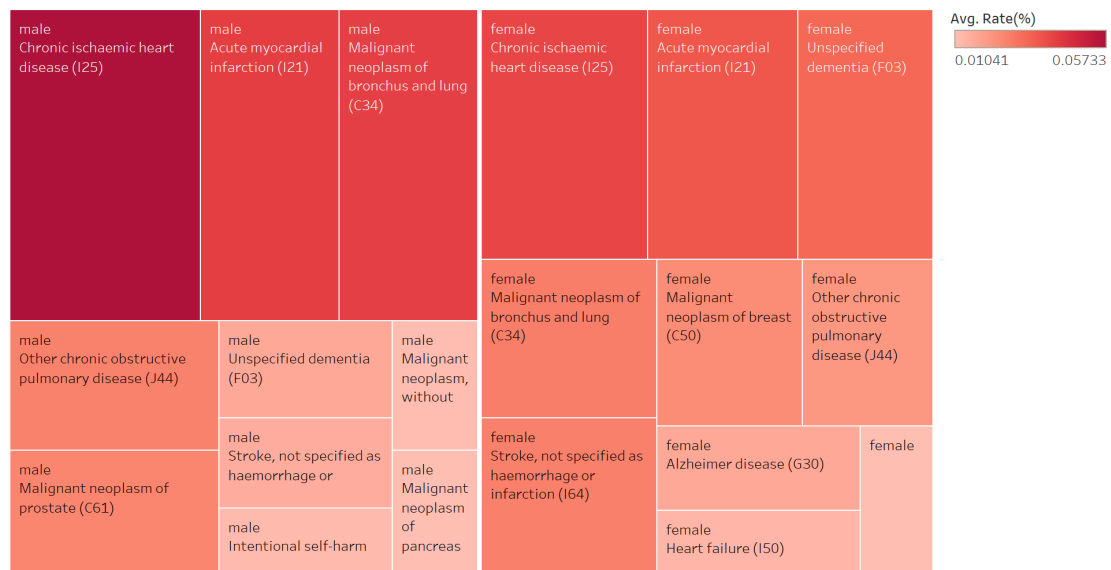 male
Chronic ischaemic heart
disease (I25)
male
Acute myocardial
infarction (I21)
male
Malignant
neoplasm of
bronchus and lung
(C34)
male
Other chronic obstructive
pulmonary disease (J44)
male
Malignant neoplasm of
prostate (C61)
male
Unspecified dementia
(F03)
male
Stroke, not specified as
haemorrhage or
male
Intentional self-harm
male
Malignant
neoplasm,
without
male
Malignant
neoplasm
of
pancreas
female
Chronic ischaemic
heart disease (I25)
female
Acute myocardial
infarction (I21)
female
Unspecified
dementia (F03)
female
Malignant neoplasm of
bronchus and lung
(C34)
female
Stroke, not specified as
haemorrhage or
infarction (I64)
female
Malignant
neoplasm of breast
(C50)
female
Other chronic
obstructive
pulmonary
disease (J44)
female
Alzheimer disease (G30)
female
Heart failure (I50)
female
Avg. Rate(%)
0.01041 0.05733